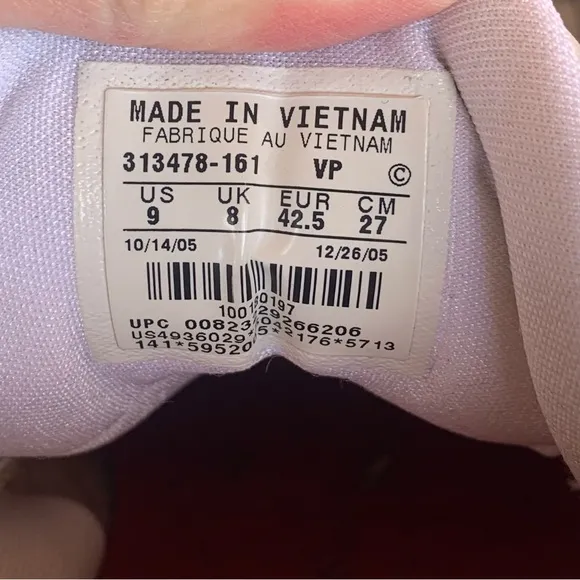 MADE IN VIETNAM
FABRIQUE AU VIETNAM
313478-161 VP ©
US UK EUR CM
9 8 42.5 27
10/14/05 12/26/05
UPC